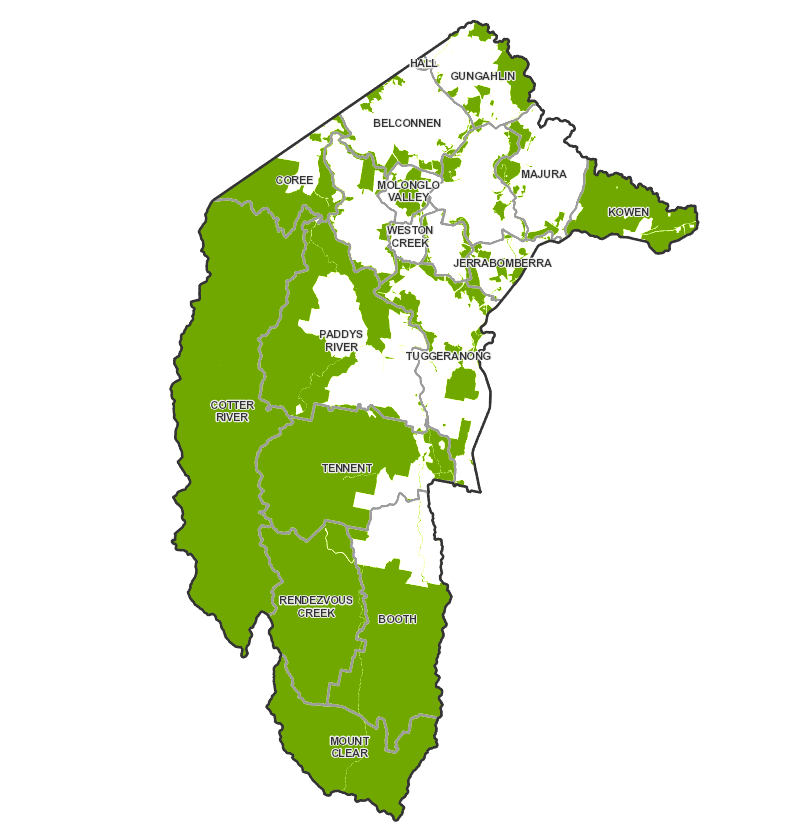 HALL
GUNGAHLIN
BELCONNEN
COREE
MOLONGLO
VALLEY
MAJURA
KOWEN
WESTON
CREEK
JERRABOMBERRA
PADDYS
RIVER
TUGGERANONG
COTTER
RIVER
TENNENT
RENDEZVOUS
CREEK
BOOTH
MOUNT
CLEAR